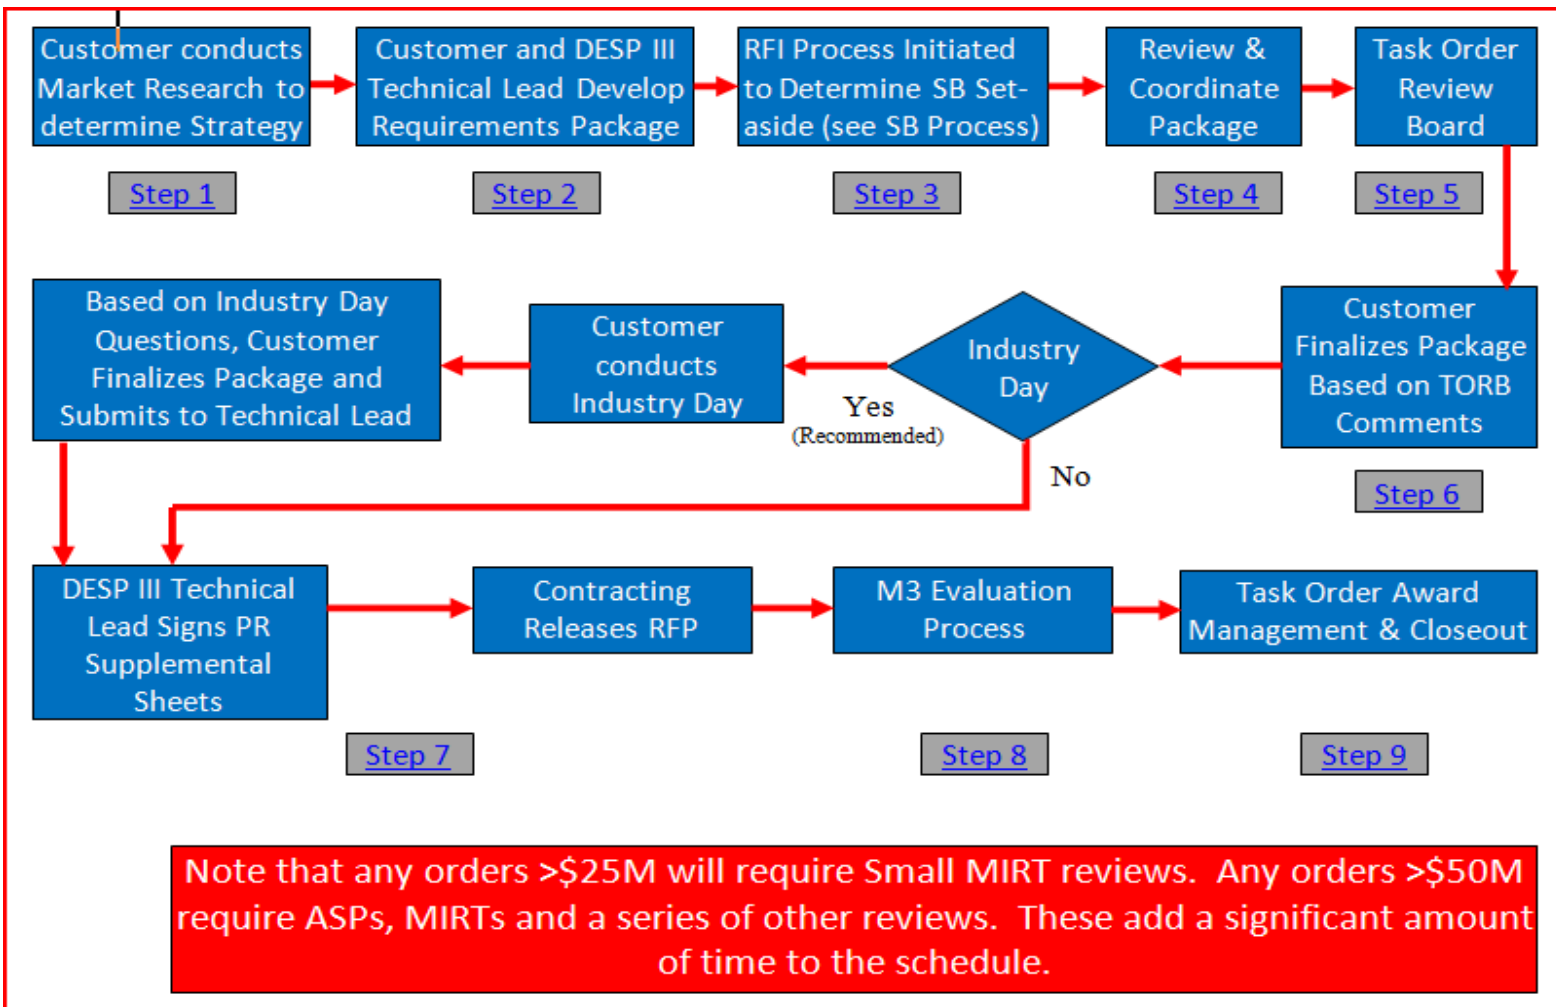 Customer conducts
Market Research to
determine Strategy
Customer and DESP III
Technical Lead Develop
Requirements Package
RFI Process Initiated
to Determine SB Set-
aside (see SB Process)
Review &
Coordinate
Package
Task Order
Review
Board
Step 1
Step 2
Step 3
Step 4
Step 5
Customer
Finalizes Package
Based on TORB
Comments
Step 6
Industry
Day
Yes
(Recommended)
No
Customer
conducts
Industry Day
Based on Industry Day
Questions, Customer
Finalizes Package and
Submits to Technical Lead
DESP III Technical
Lead Signs PR
Supplemental
Sheets
Contracting
Releases RFP
M3 Evaluation
Process
Task Order Award
Management & Closeout
Step 7
Step 8
Step 9
Note that any orders >$25M will require Small MIRT reviews.  Any orders >$50M
require ASPs, MIRTs and a series of other reviews.  These add a significant amount
of time to the schedule.